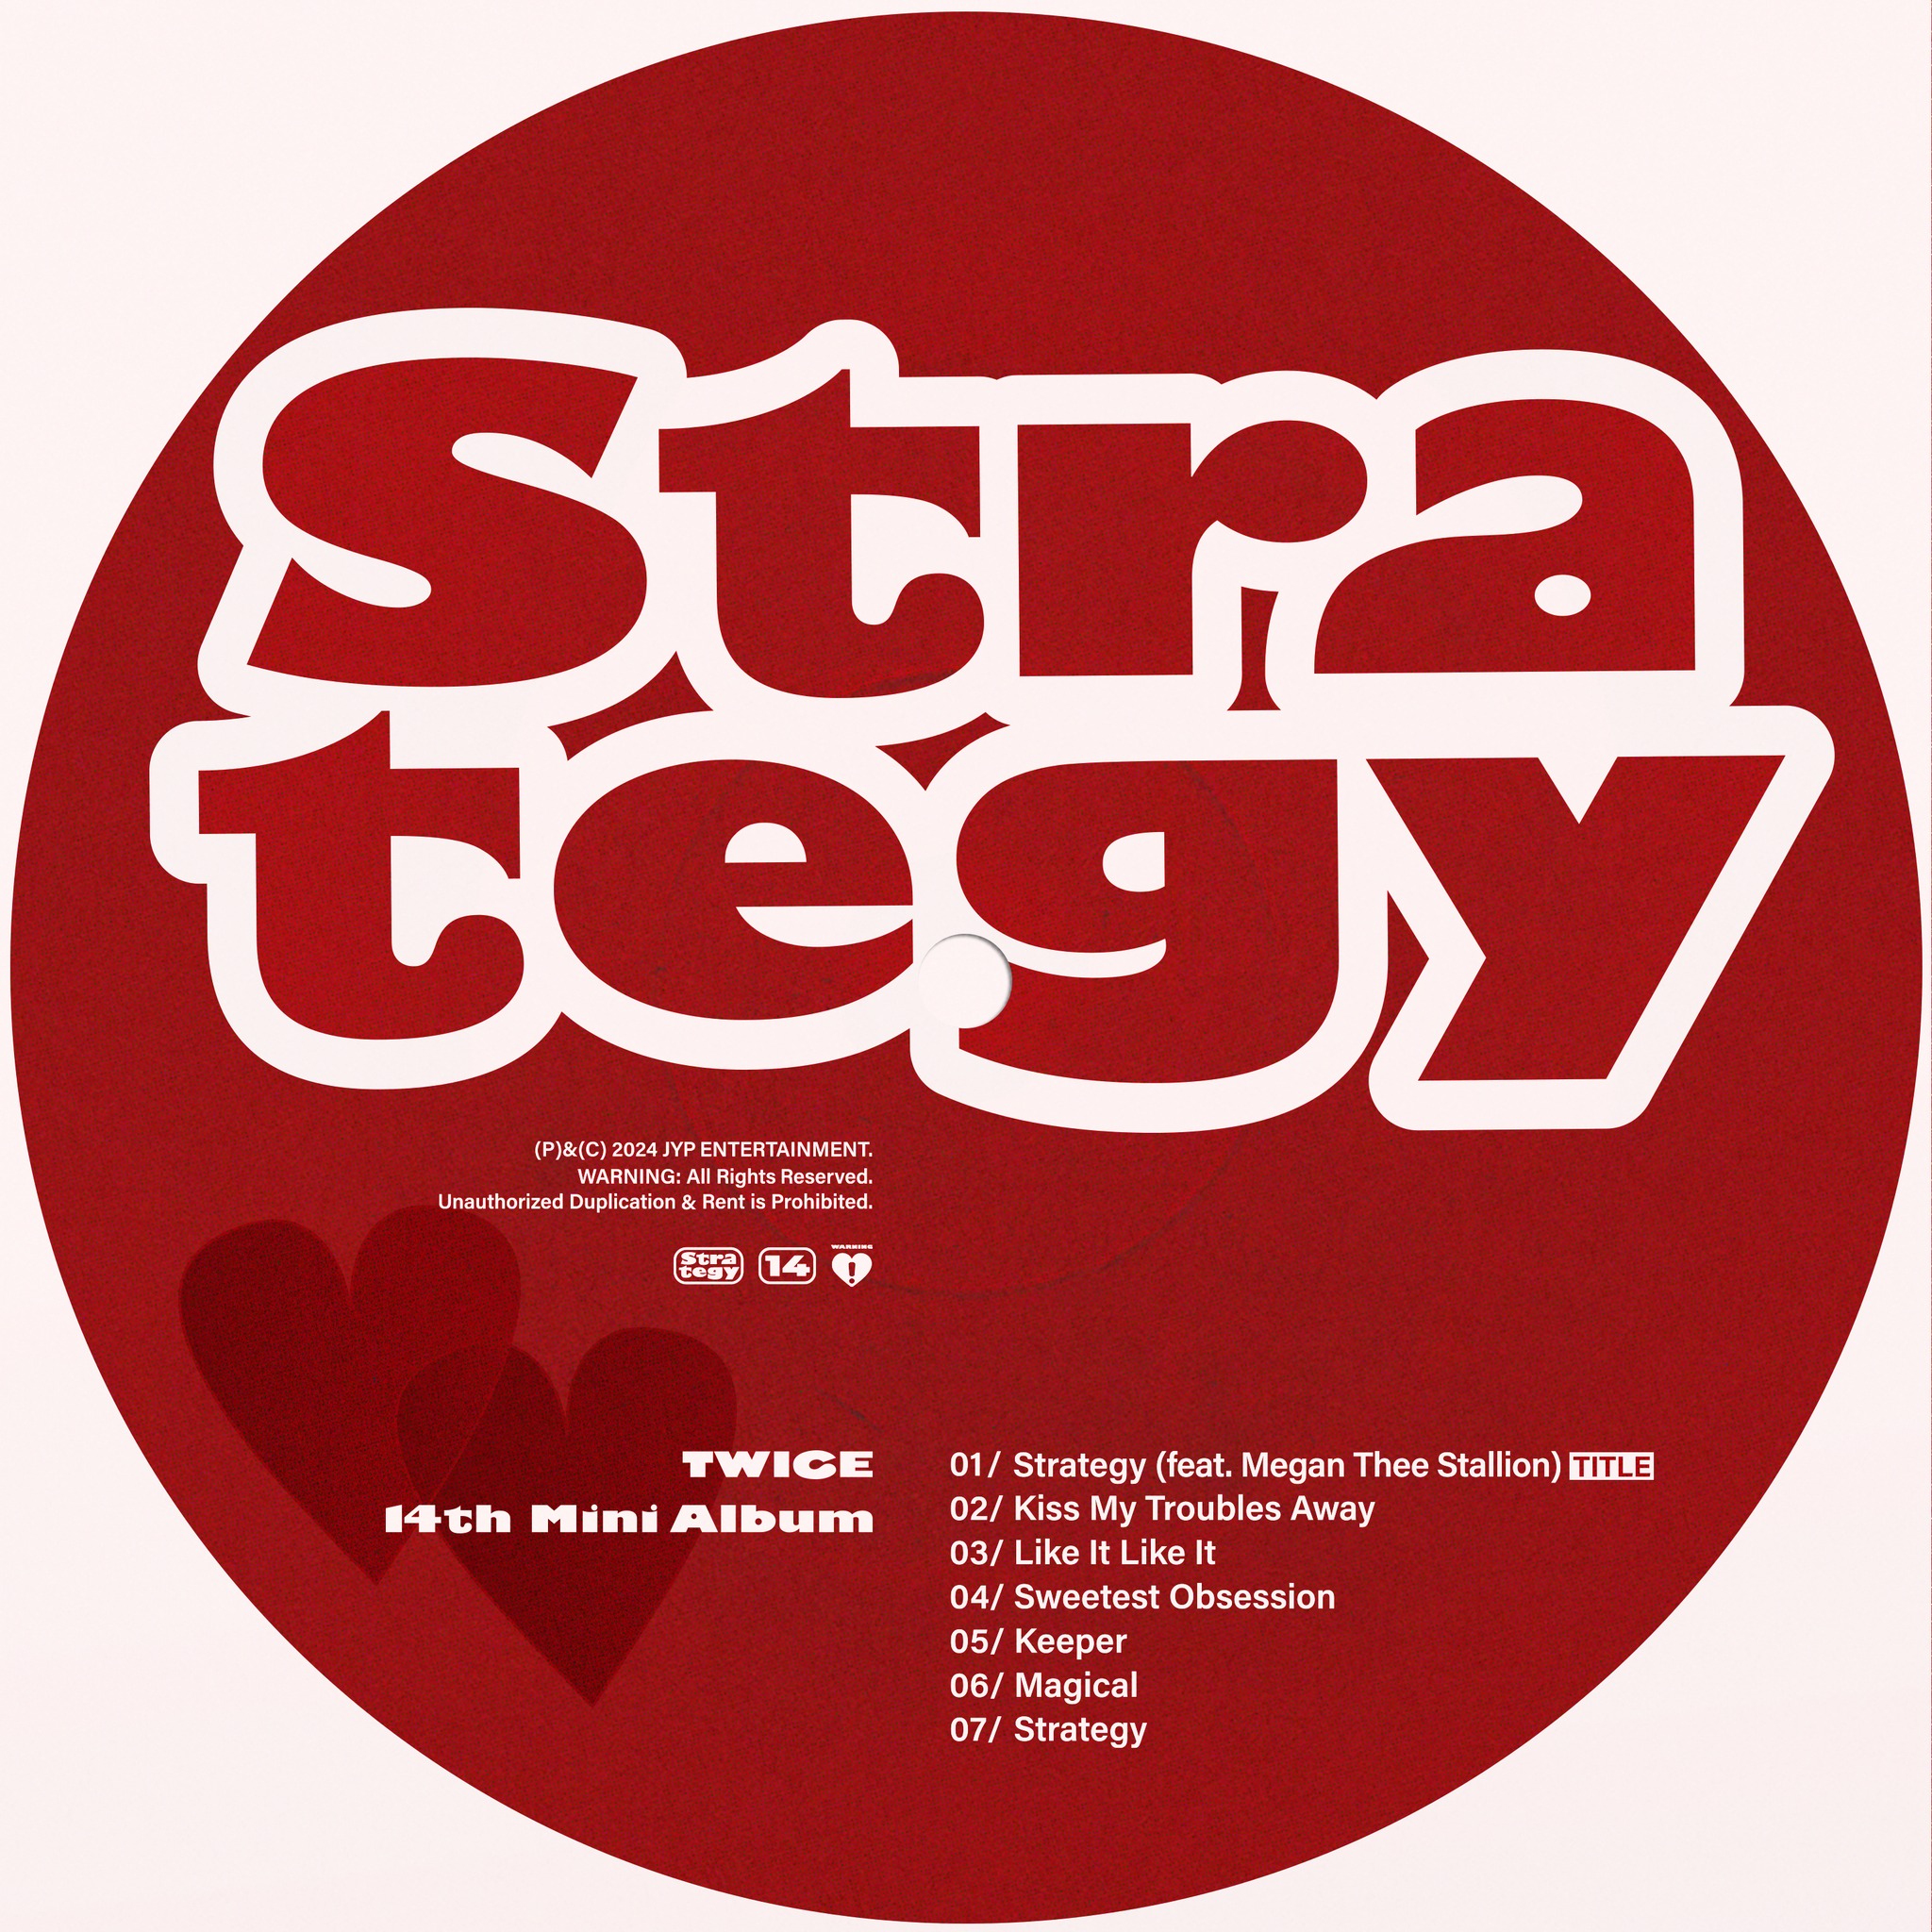 Stra
tegy
(P)&(C) 2024 JYP ENTERTAINMENT.
WARNING: All Rights Reserved.
Unauthorized Duplication & Rent is Prohibited.
Stra
tegy
14
WARNING
!
TWICE
14th Mini Album
01/ Strategy (feat. Megan Thee Stallion) TITLE
02/ Kiss My Troubles Away
03/ Like It Like It
04/ Sweetest Obsession
05/ Keeper
06/ Magical
07/ Strategy